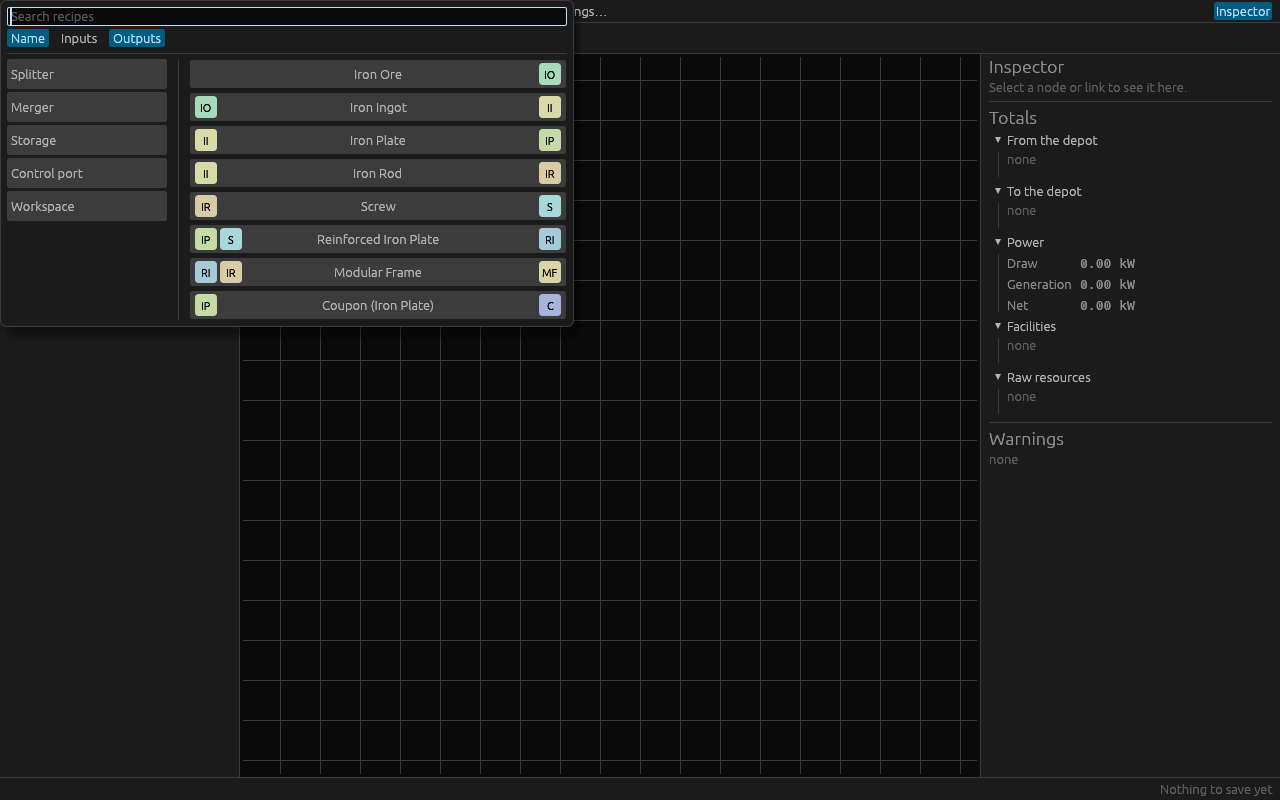 Search recipes
ngs…
Inspector
Name Inputs Outputs
Splitter
Merger
Storage
Control port
Workspace
Iron Ore IO
IO Iron Ingot II
II Iron Plate IP
II Iron Rod IR
IR Screw S
IP S Reinforced Iron Plate RI
RI IR Modular Frame MF
IP Coupon (Iron Plate) C
Inspector
Select a node or link to see it here.
Totals
From the depot
none
To the depot
none
Power
Draw 0.00 kW
Generation 0.00 kW
Net 0.00 kW
Facilities
none
Raw resources
none
Warnings
none
Nothing to save yet